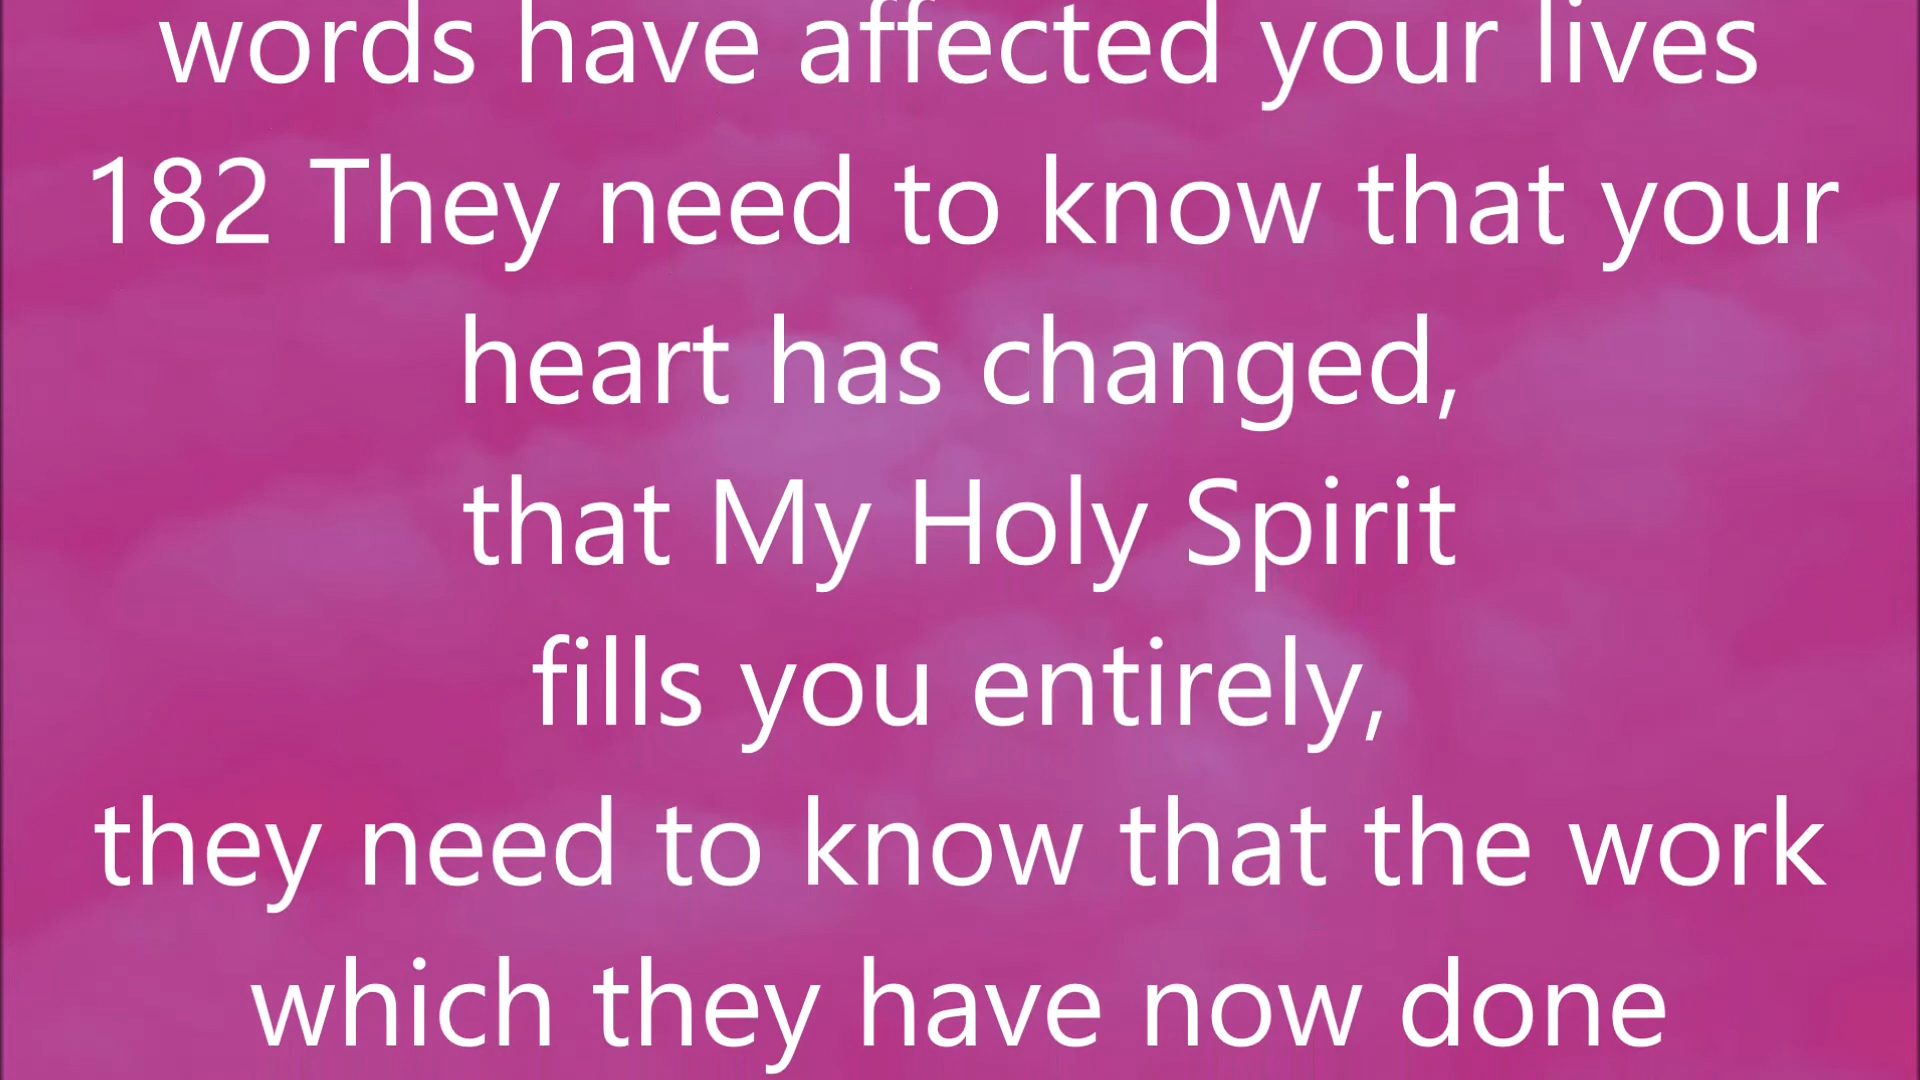 words have affected your lives
182 They need to know that your
heart has changed,
that My Holy Spirit
fills you entirely,
they need to know that the work
which they have now done